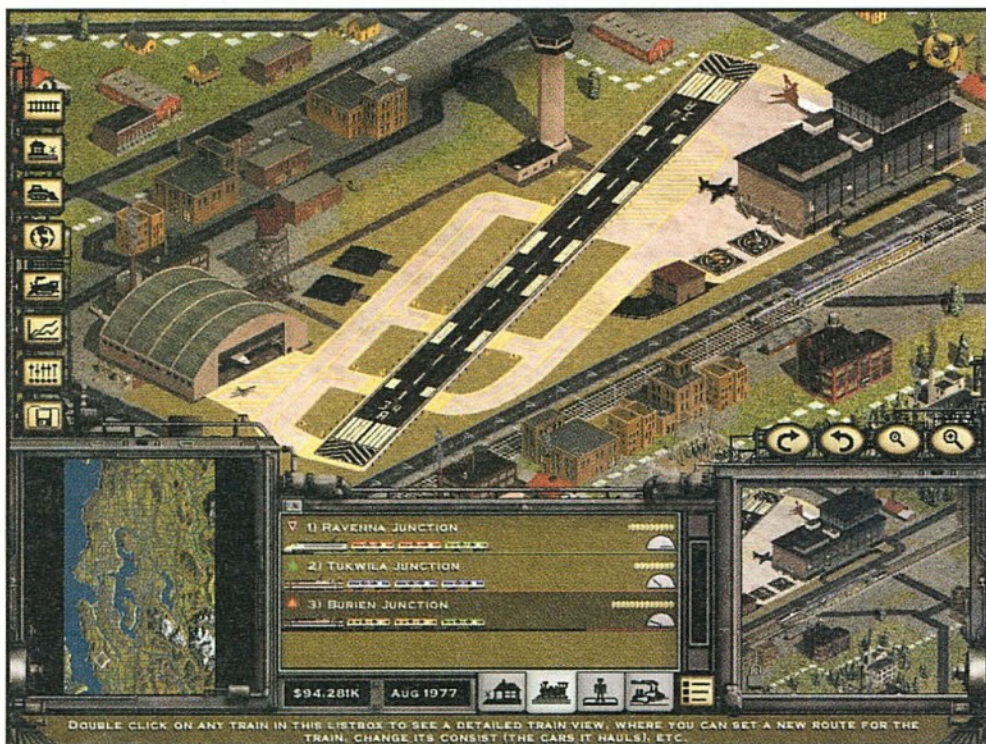 1) RAVENNA JUNCTION
2) TUKWILA JUNCTION
3) BURIEN JUNCTION
$94,281K
AUG 1977
DOUBLE CLICK ON ANY TRAIN IN THIS LISTBOX TO SEE A DETAILED TRAIN VIEW, WHERE YOU CAN SET A NEW ROUTE FOR THE
TRAIN, CHANGE ITS CONSIST (THE CARS IT HAULS), ETC.